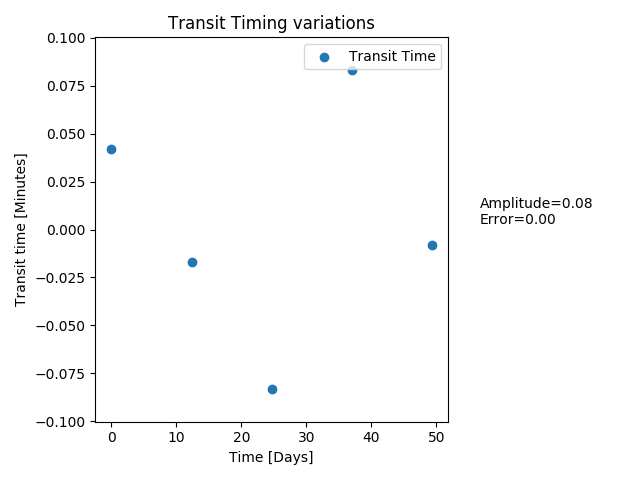 Transit Timing variations
Transit Time
0.100
0.075
0.050
0.025
0.000
−0.025
−0.050
−0.075
−0.100
Transit time [Minutes]
0 10 20 30 40 50
Time [Days]
Amplitude=0.08
Error=0.00